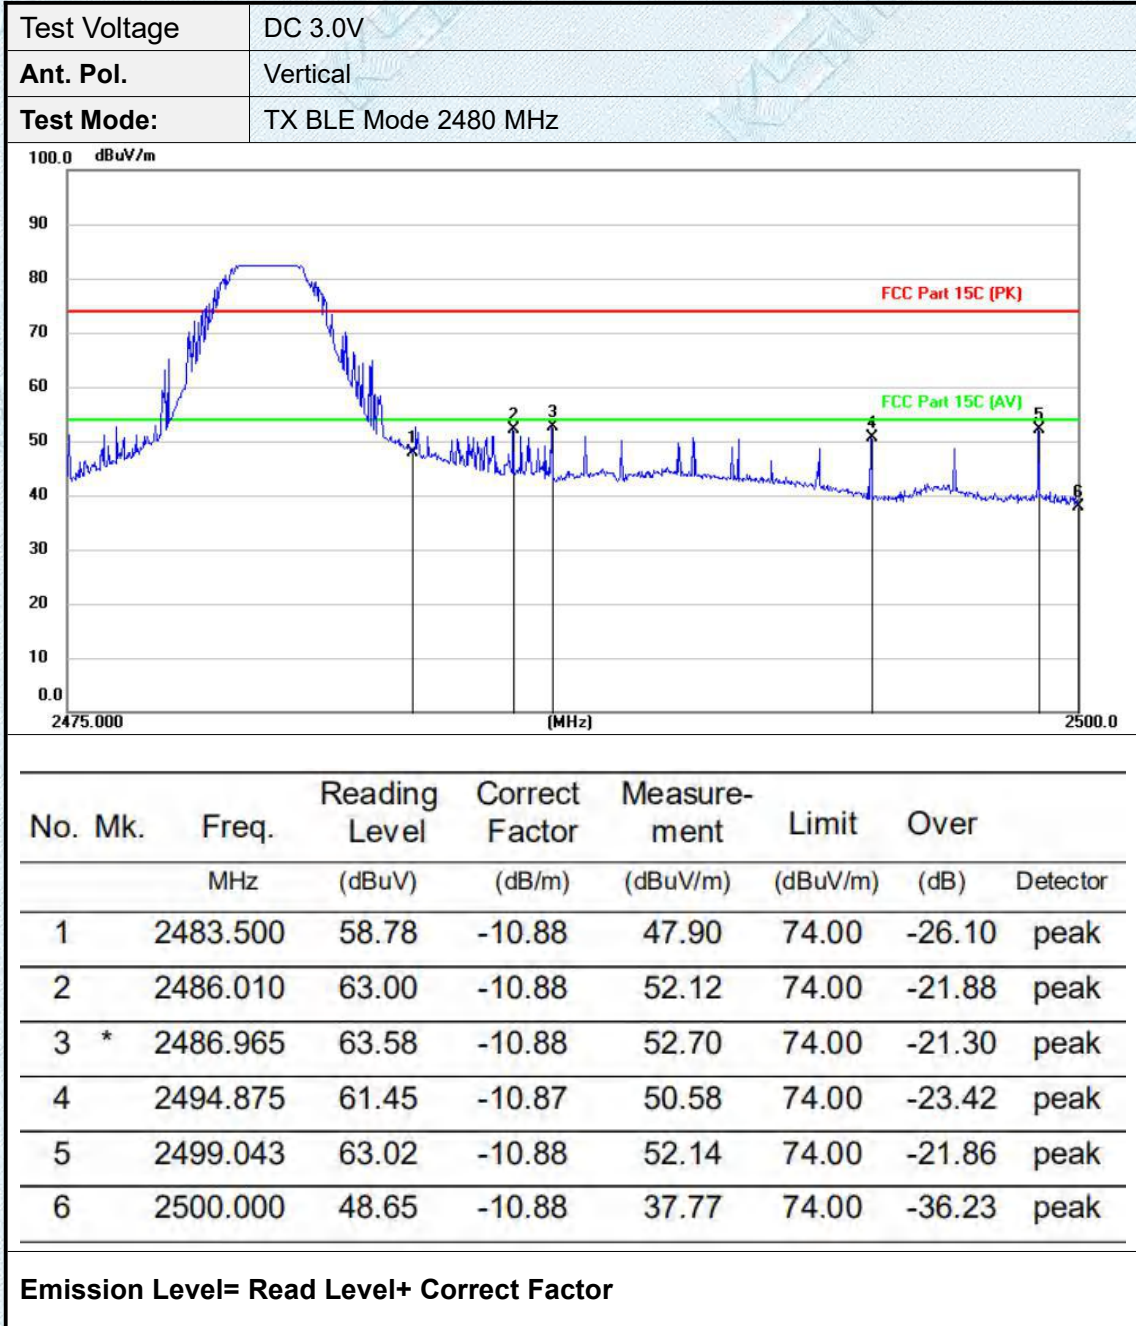 Test Voltage DC 3.0V
Ant. Pol. Vertical
Test Mode: TX BLE Mode 2480 MHz
100.0 dBuV/m
90
80
FCC Part 15C (PK)
70
60
FCC Part 15C (AV)
1 2 3 4 5 6
50
40
30
20
10
0.0
2475.000 (MHz) 2500.0
No. Mk. Freq. Reading Level Correct Factor Measure-ment Limit Over
MHz (dBuV) (dB/m) (dBuV/m) (dBuV/m) (dB) Detector
1 2483.500 58.78 -10.88 47.90 74.00 -26.10 peak
2 2486.010 63.00 -10.88 52.12 74.00 -21.88 peak
3 * 2486.965 63.58 -10.88 52.70 74.00 -21.30 peak
4 2494.875 61.45 -10.87 50.58 74.00 -23.42 peak
5 2499.043 63.02 -10.88 52.14 74.00 -21.86 peak
6 2500.000 48.65 -10.88 37.77 74.00 -36.23 peak
Emission Level= Read Level+ Correct Factor